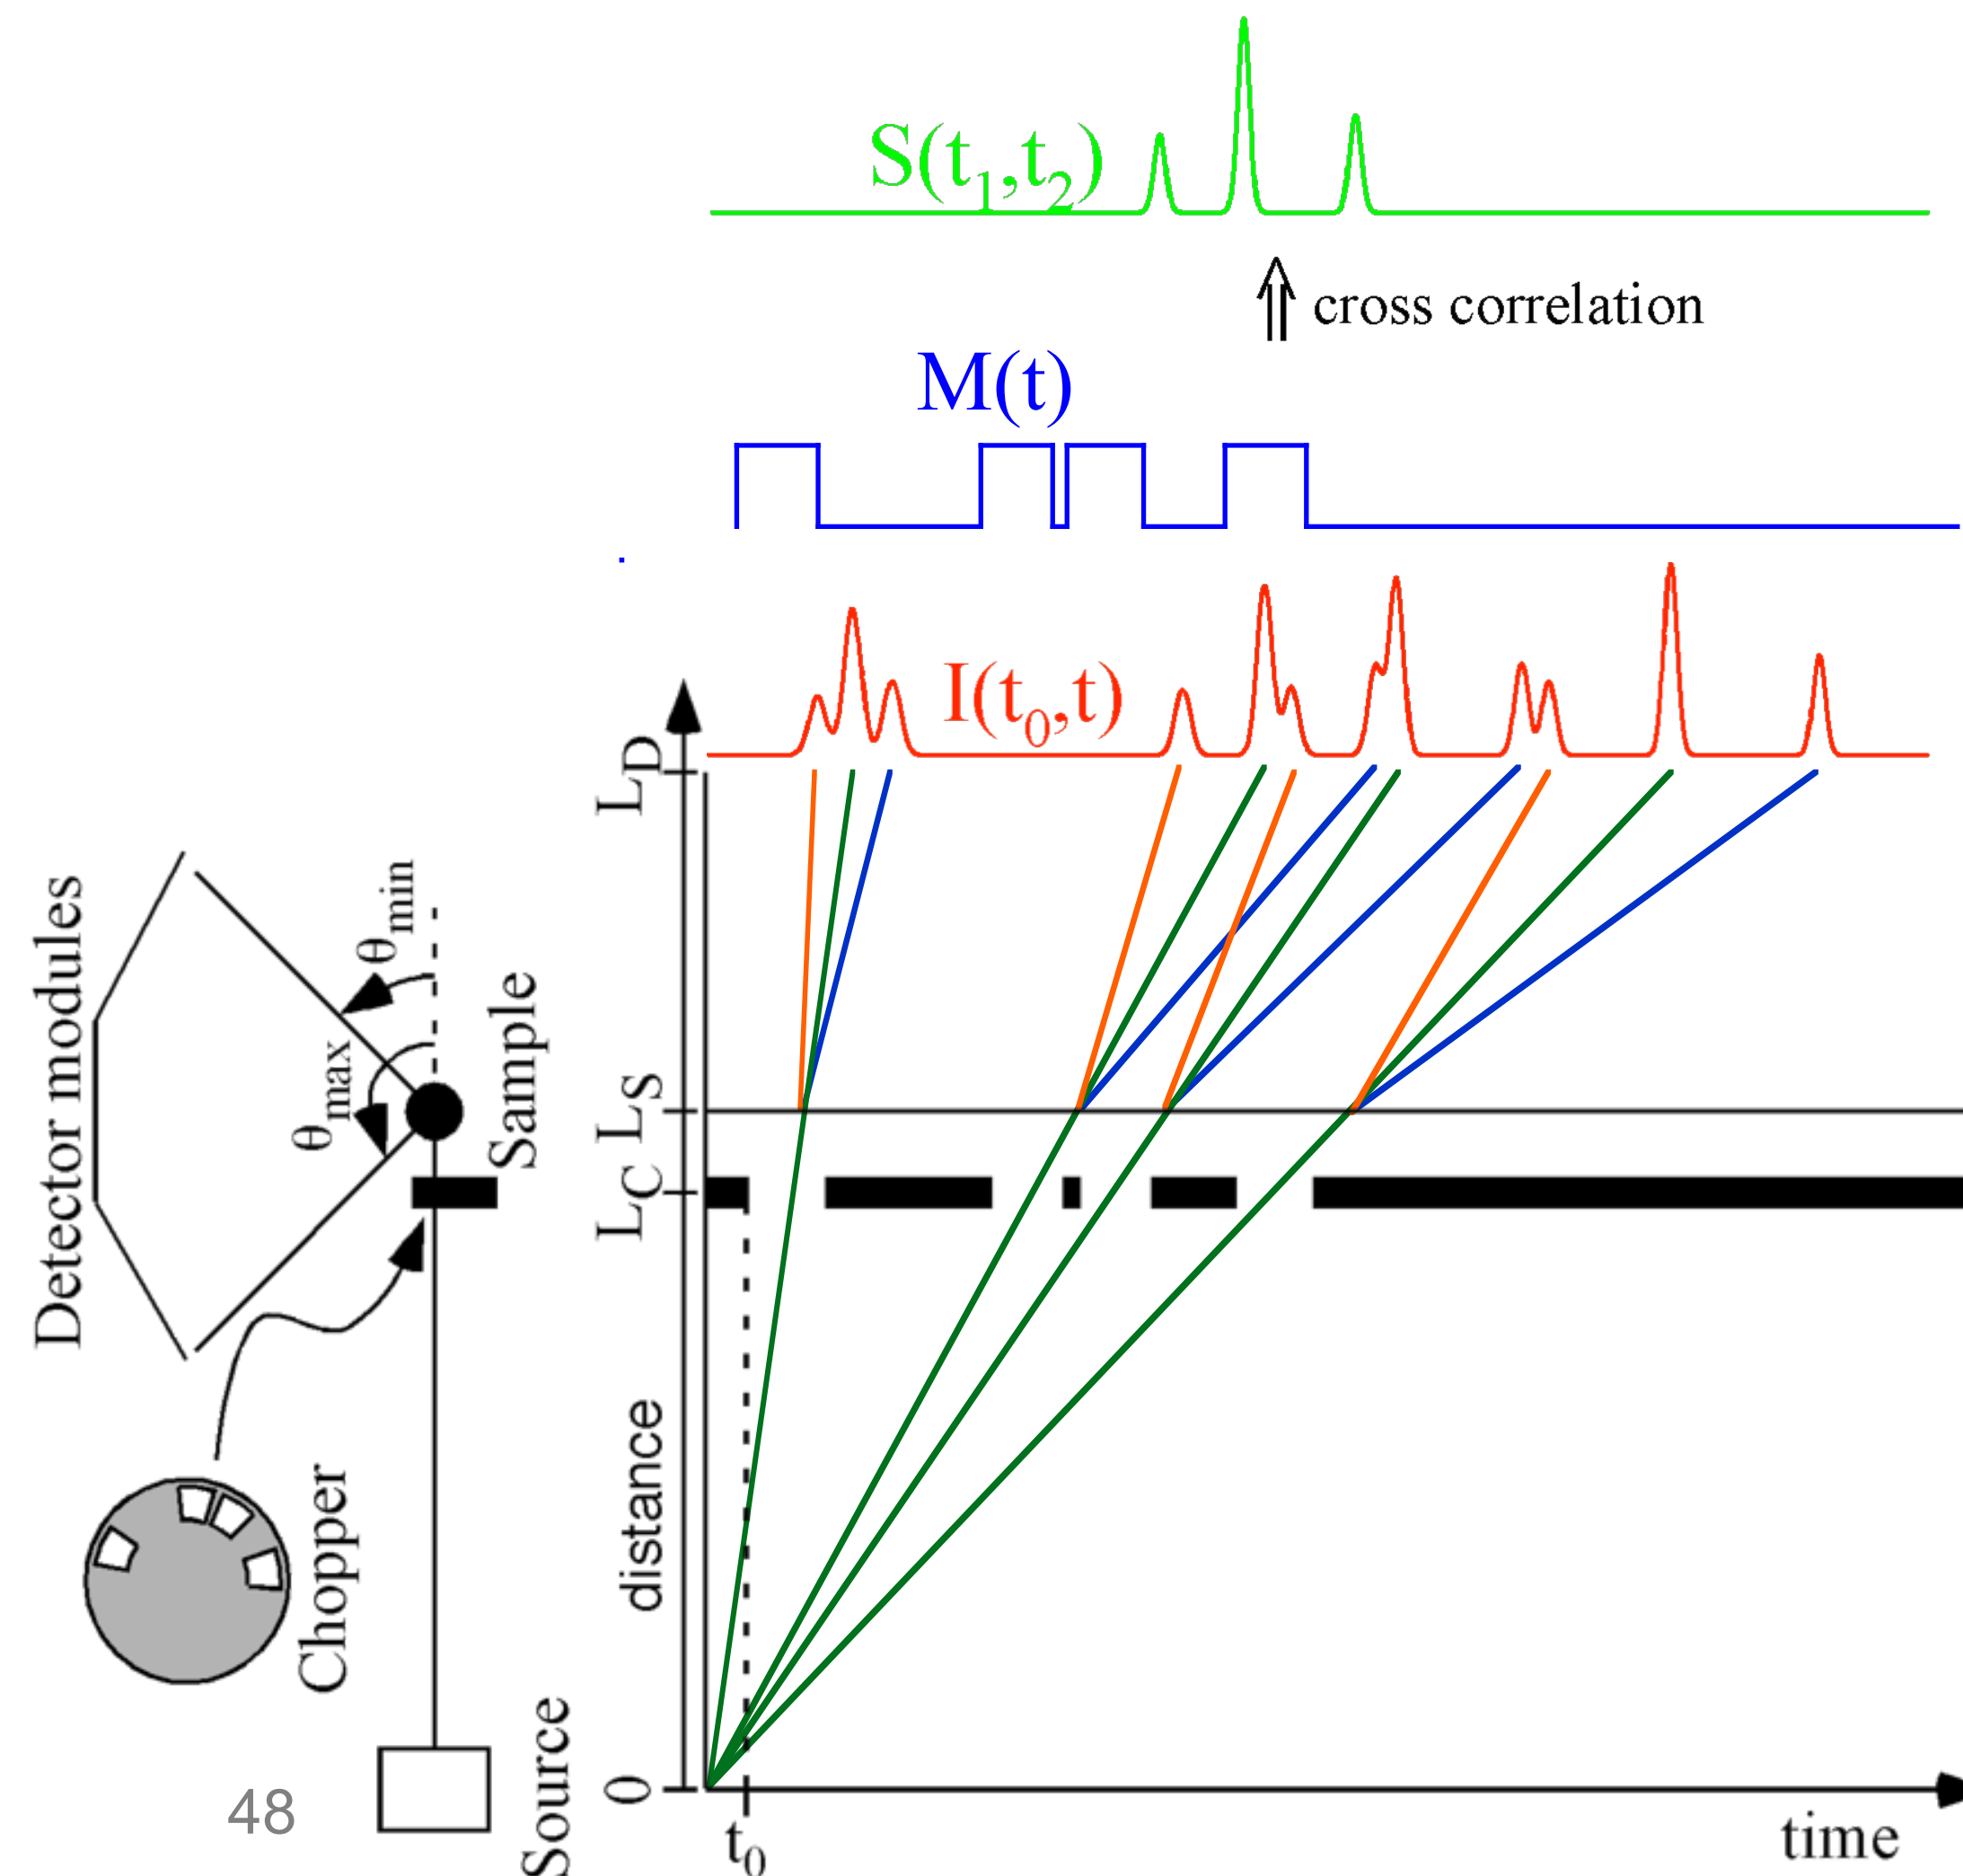 S(t1,t2)
cross correlation
M(t)
I(t0,t)
LD
LS
LC
distance
0
t0
time
Detector modules
θmin
θmax
Sample
Chopper
Source
48